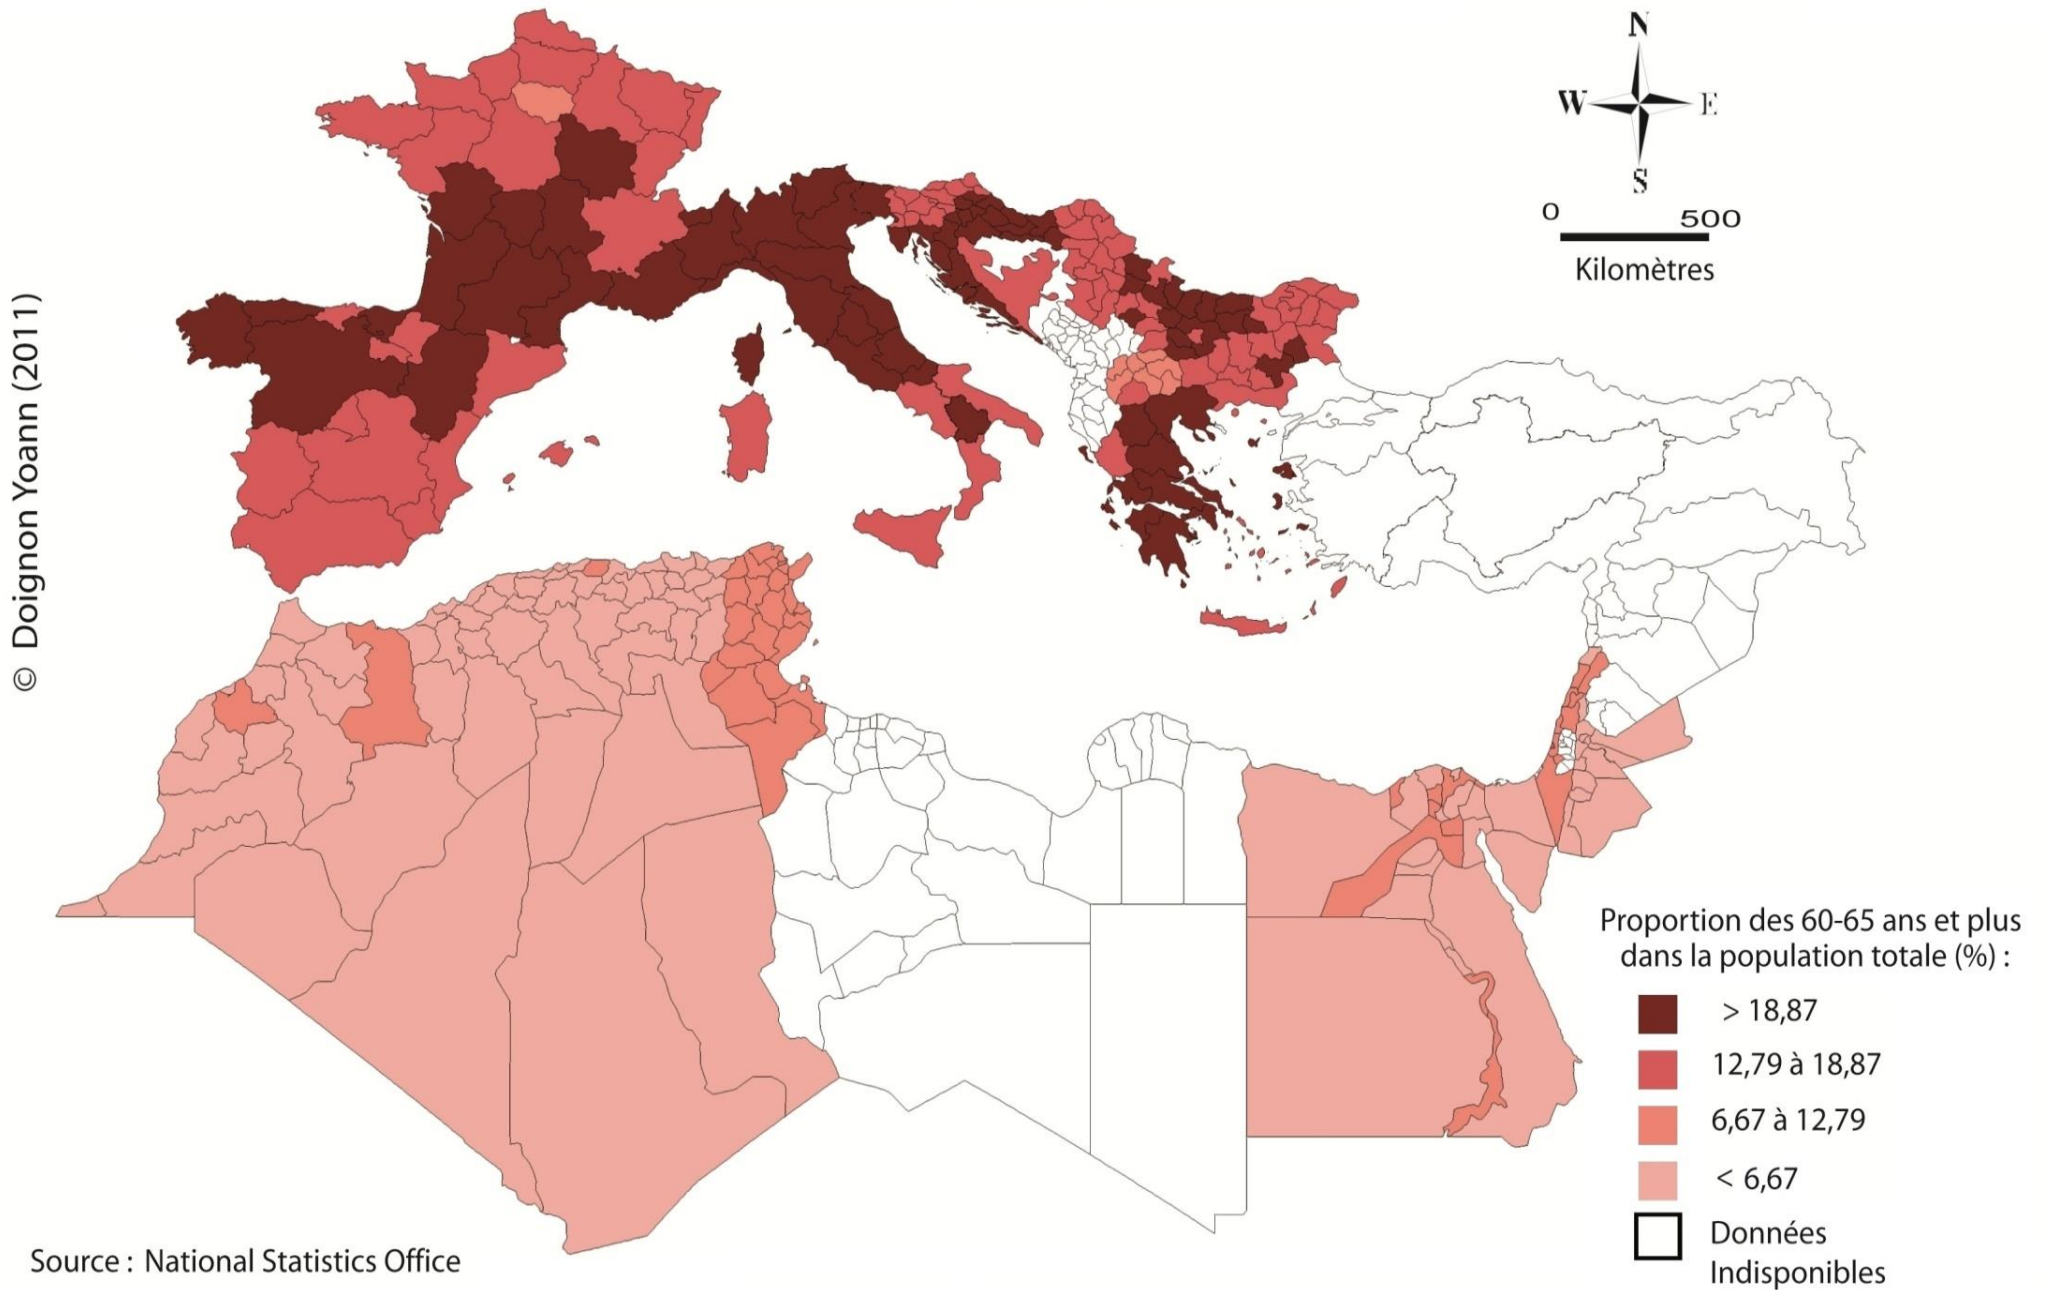 N
W E
S
0 500
Kilomètres
© Doignon Yoann (2011)
Proportion des 60-65 ans et plus
dans la population totale (%) :
> 18,87
12,79 à 18,87
6,67 à 12,79
< 6,67
Données
Indisponibles
Source : National Statistics Office